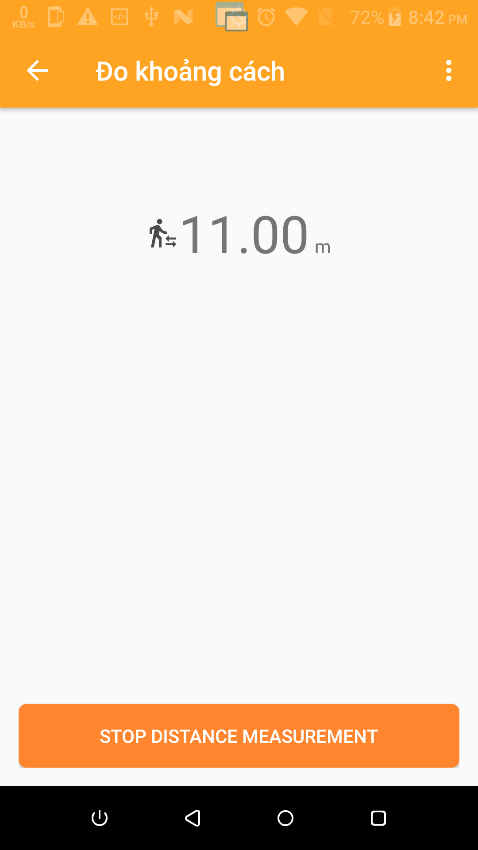 0
KB/s
72%
8:42 PM
Đo khoảng cách
11.00 m
STOP DISTANCE MEASUREMENT